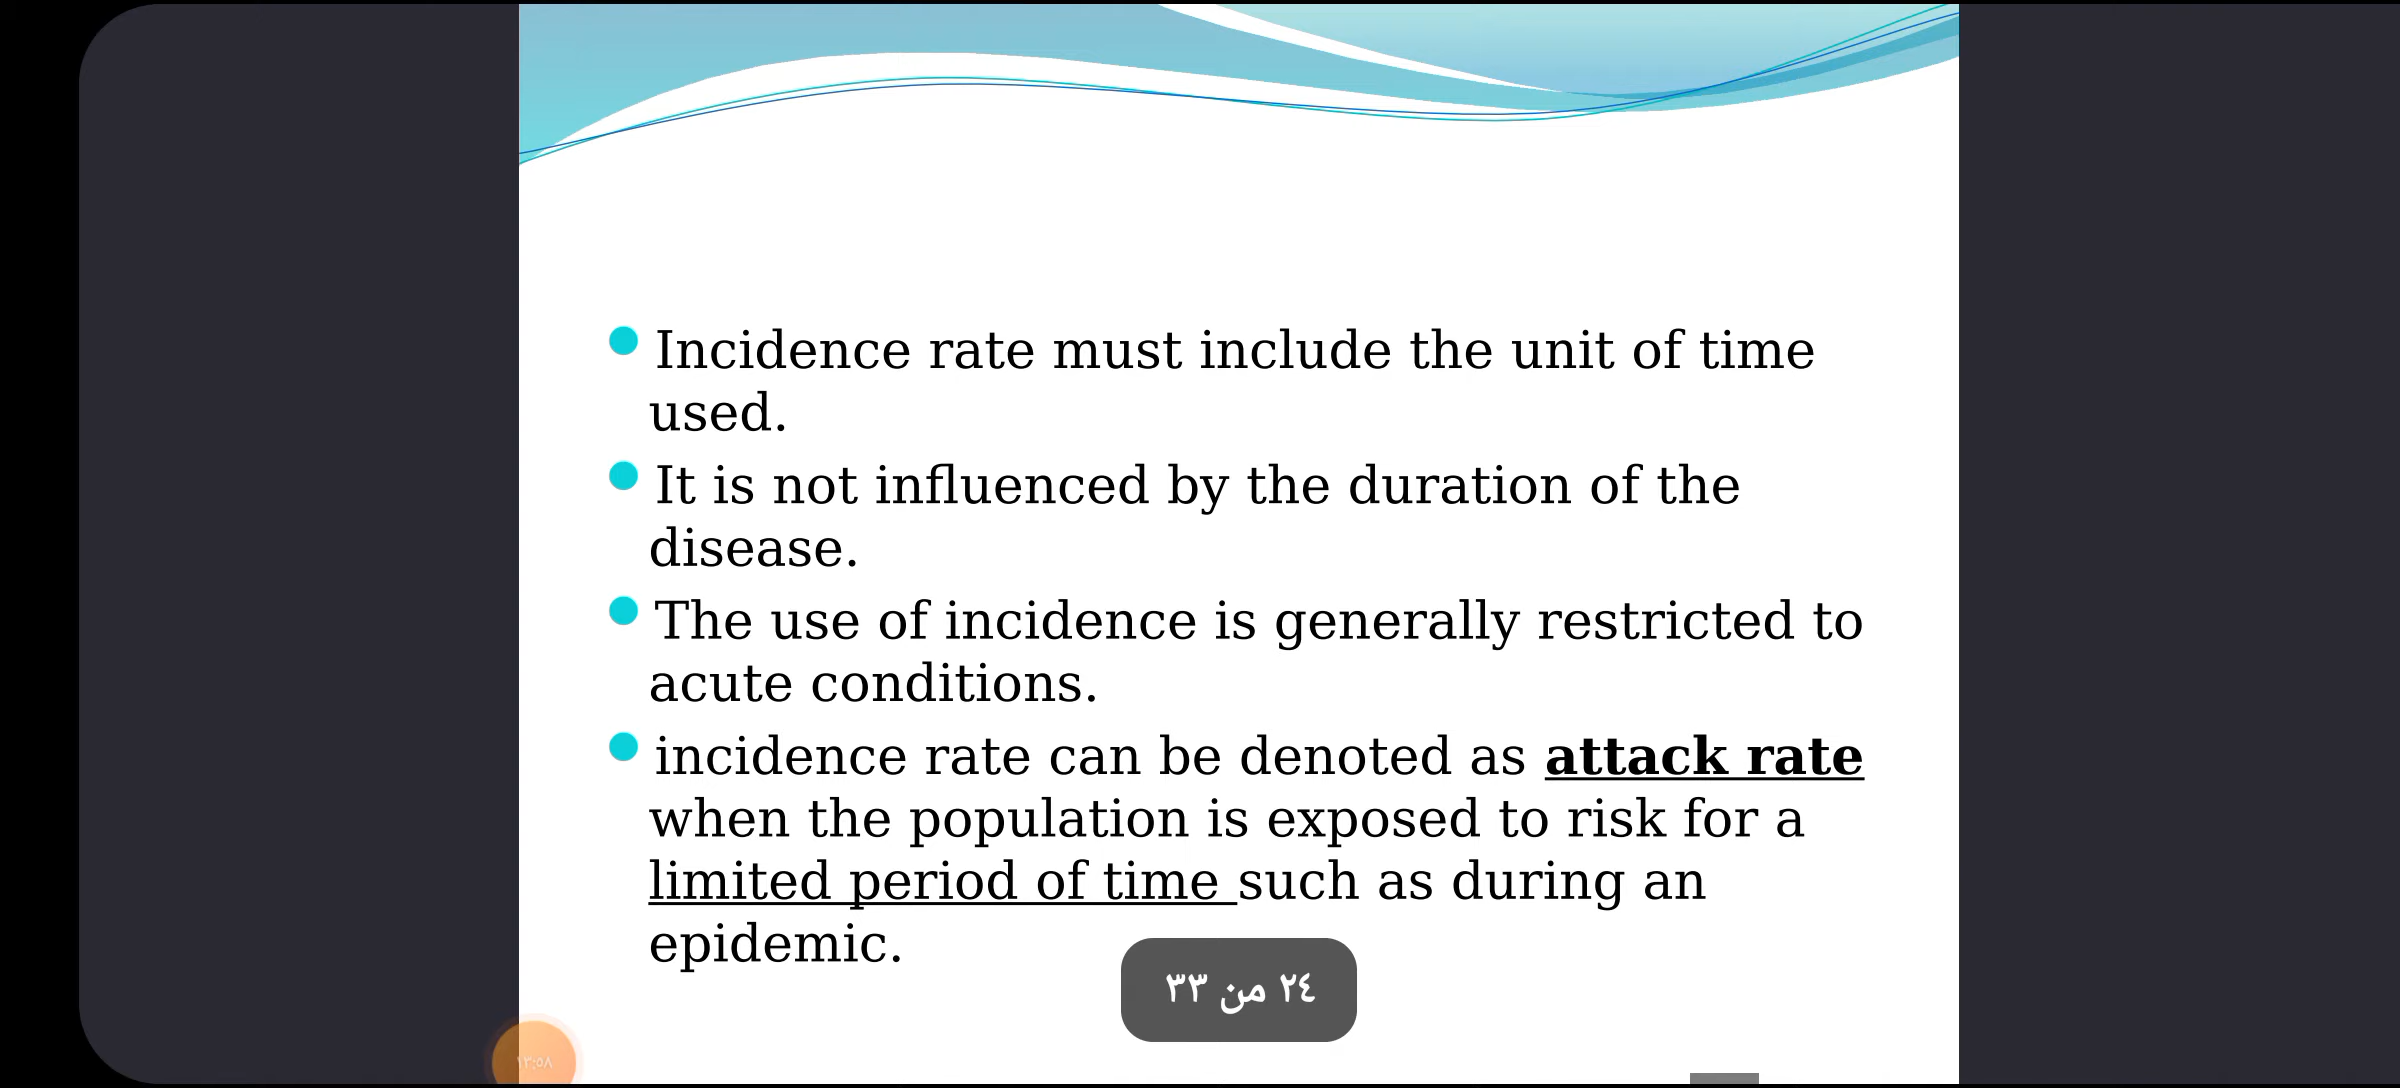 Incidence rate must include the unit of time
used.
It is not influenced by the duration of the
disease.
The use of incidence is generally restricted to
acute conditions.
incidence rate can be denoted as attack rate
when the population is exposed to risk for a
limited period of time such as during an
epidemic.
٢٤ من ٣٣
١٣:٥٨